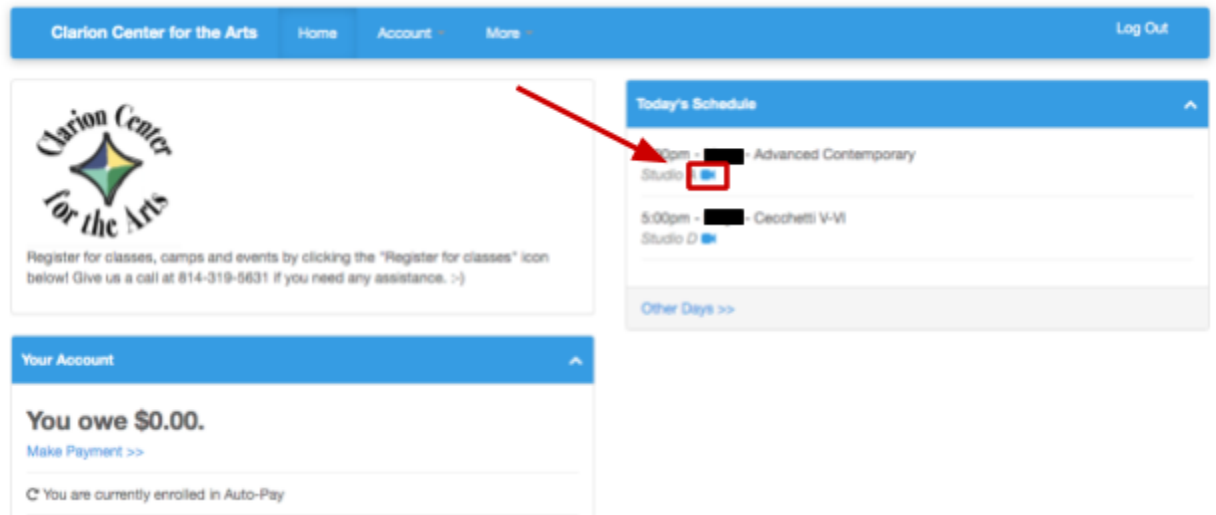 Clarion Center for the Arts Home Account More Log Out
Clarion Center
for the Arts
Register for classes, camps and events by clicking the "Register for classes" icon
below! Give us a call at 814-319-5631 if you need any assistance. :-)
Today's Schedule
- Advanced Contemporary
Studio
5:00pm - - Cecchetti V-VI
Studio D
Other Days >>
Your Account
You owe $0.00.
Make Payment >>
You are currently enrolled in Auto-Pay